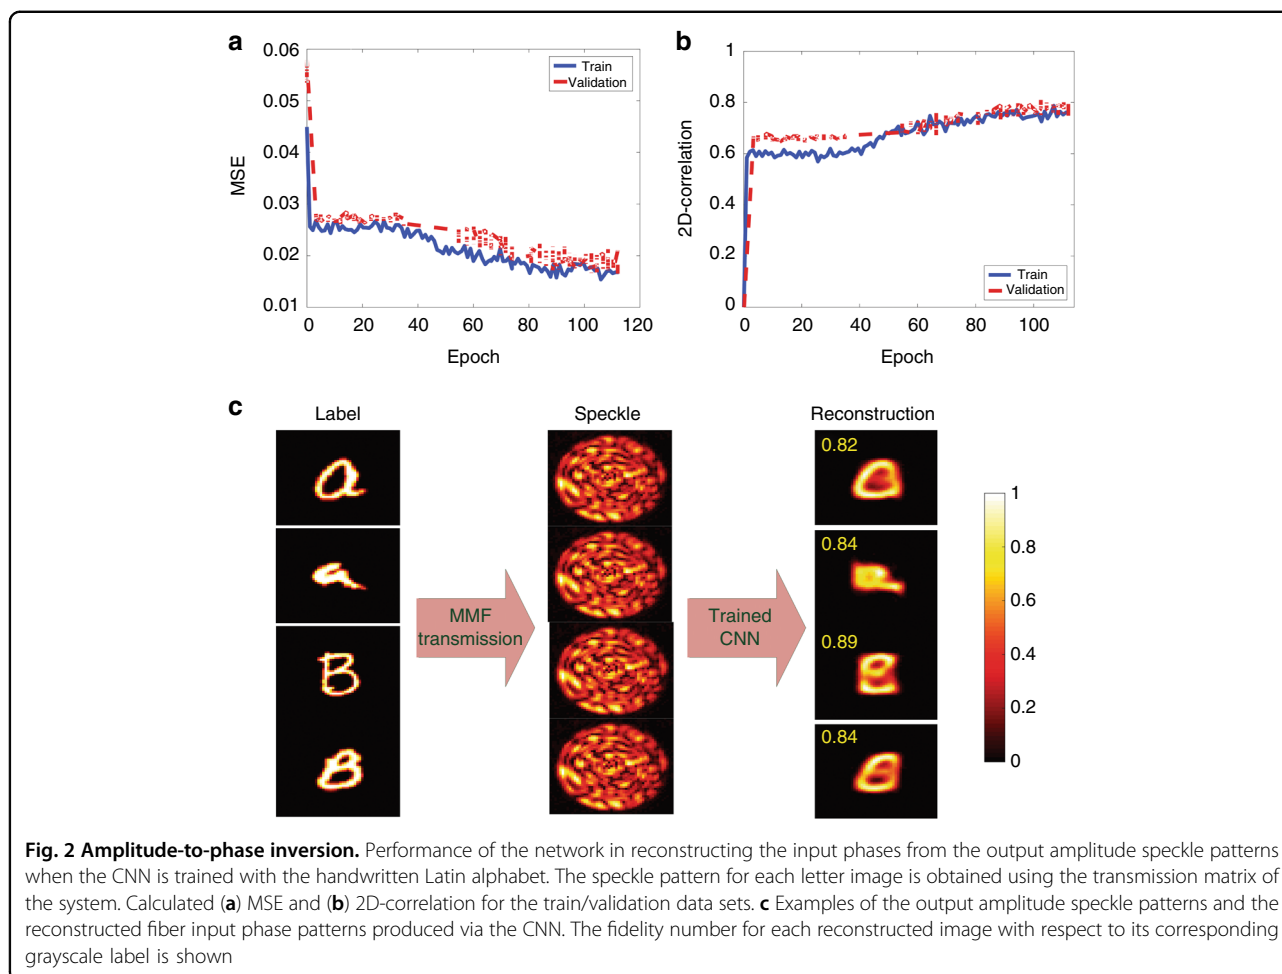 a
0.06
0.05
0.04
0.03
0.02
0.01
MSE
0 20 40 60 80 100 120
Epoch
Train
Validation
b
1
0.8
0.6
0.4
0.2
0
2D-correlation
0 20 40 60 80 100
Epoch
Train
Validation
c
Label Speckle Reconstruction
MMF
transmission
Trained
CNN
0.82
0.84
0.89
0.84
1
0.8
0.6
0.4
0.2
0
Fig. 2 Amplitude-to-phase inversion. Performance of the network in reconstructing the input phases from the output amplitude speckle patterns
when the CNN is trained with the handwritten Latin alphabet. The speckle pattern for each letter image is obtained using the transmission matrix of
the system. Calculated (a) MSE and (b) 2D-correlation for the train/validation data sets. c Examples of the output amplitude speckle patterns and the
reconstructed fiber input phase patterns produced via the CNN. The fidelity number for each reconstructed image with respect to its corresponding
grayscale label is shown